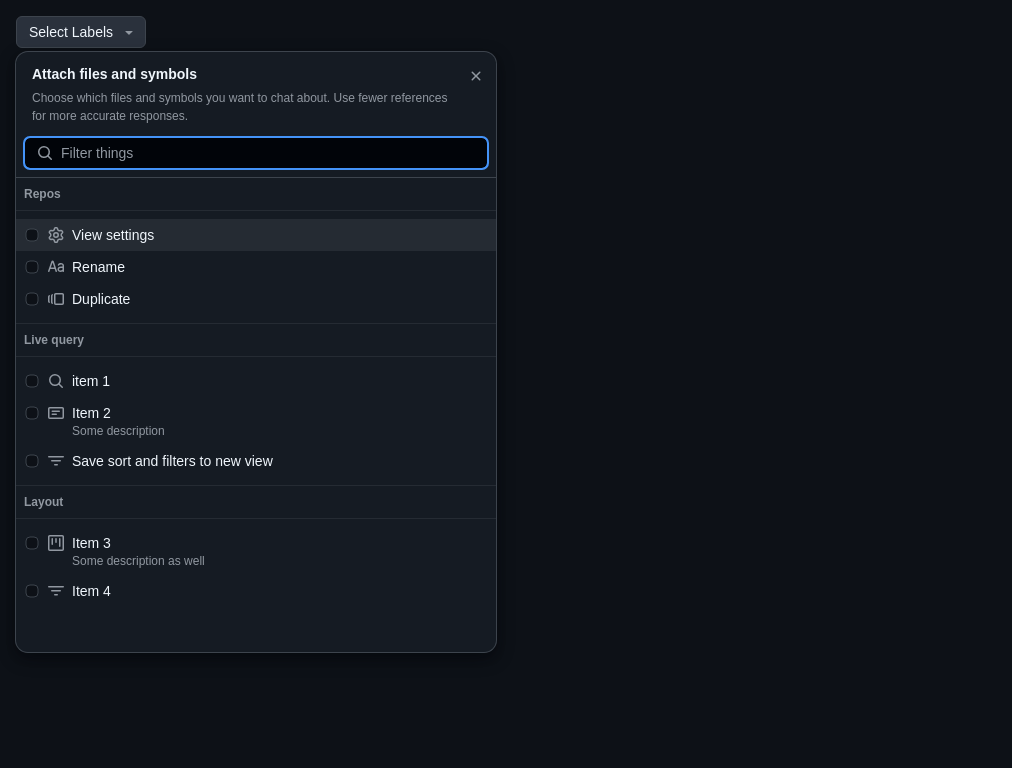 Select Labels
Attach files and symbols
Choose which files and symbols you want to chat about. Use fewer references
for more accurate responses.
Filter things
Repos
View settings
Rename
Duplicate
Live query
item 1
Item 2
Some description
Save sort and filters to new view
Layout
Item 3
Some description as well
Item 4